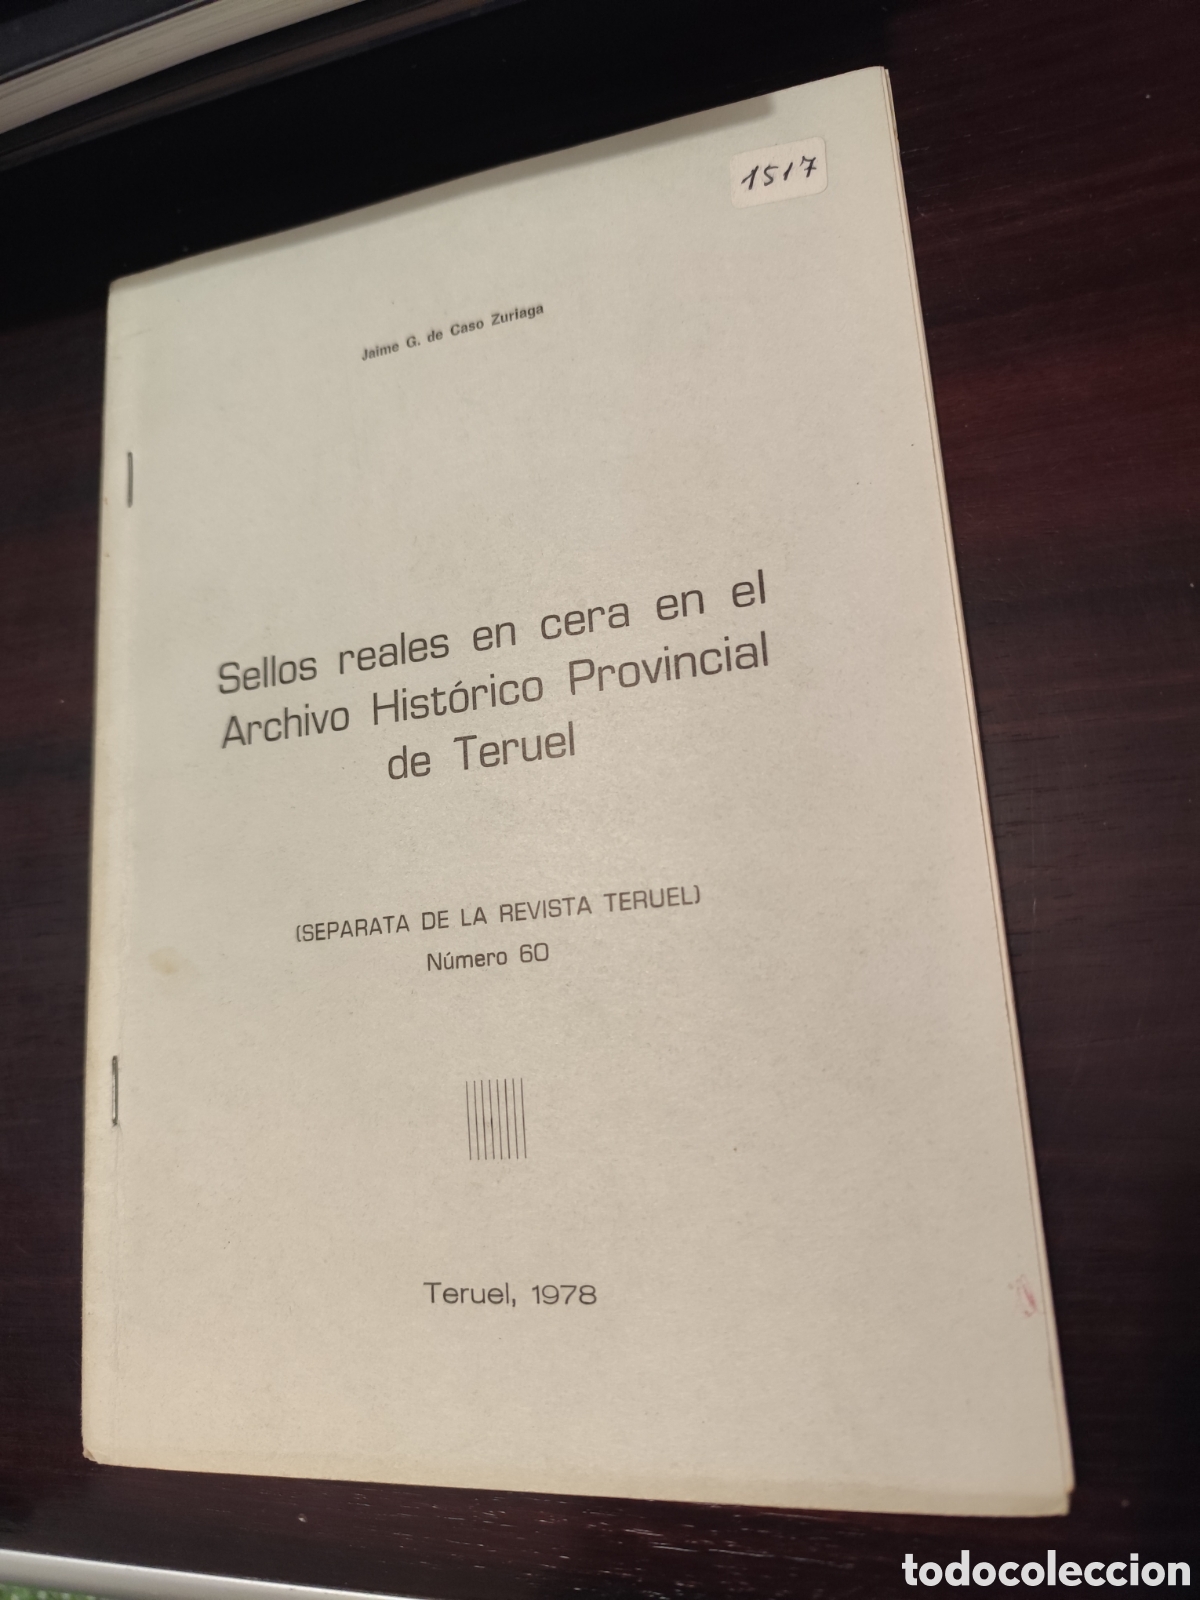 1517
Jaime G. de Caso Zuriaga
Sellos reales en cera en el
Archivo Histórico Provincial
de Teruel
(SEPARATA DE LA REVISTA TERUEL)
Número 60
Teruel, 1978
todocoleccion